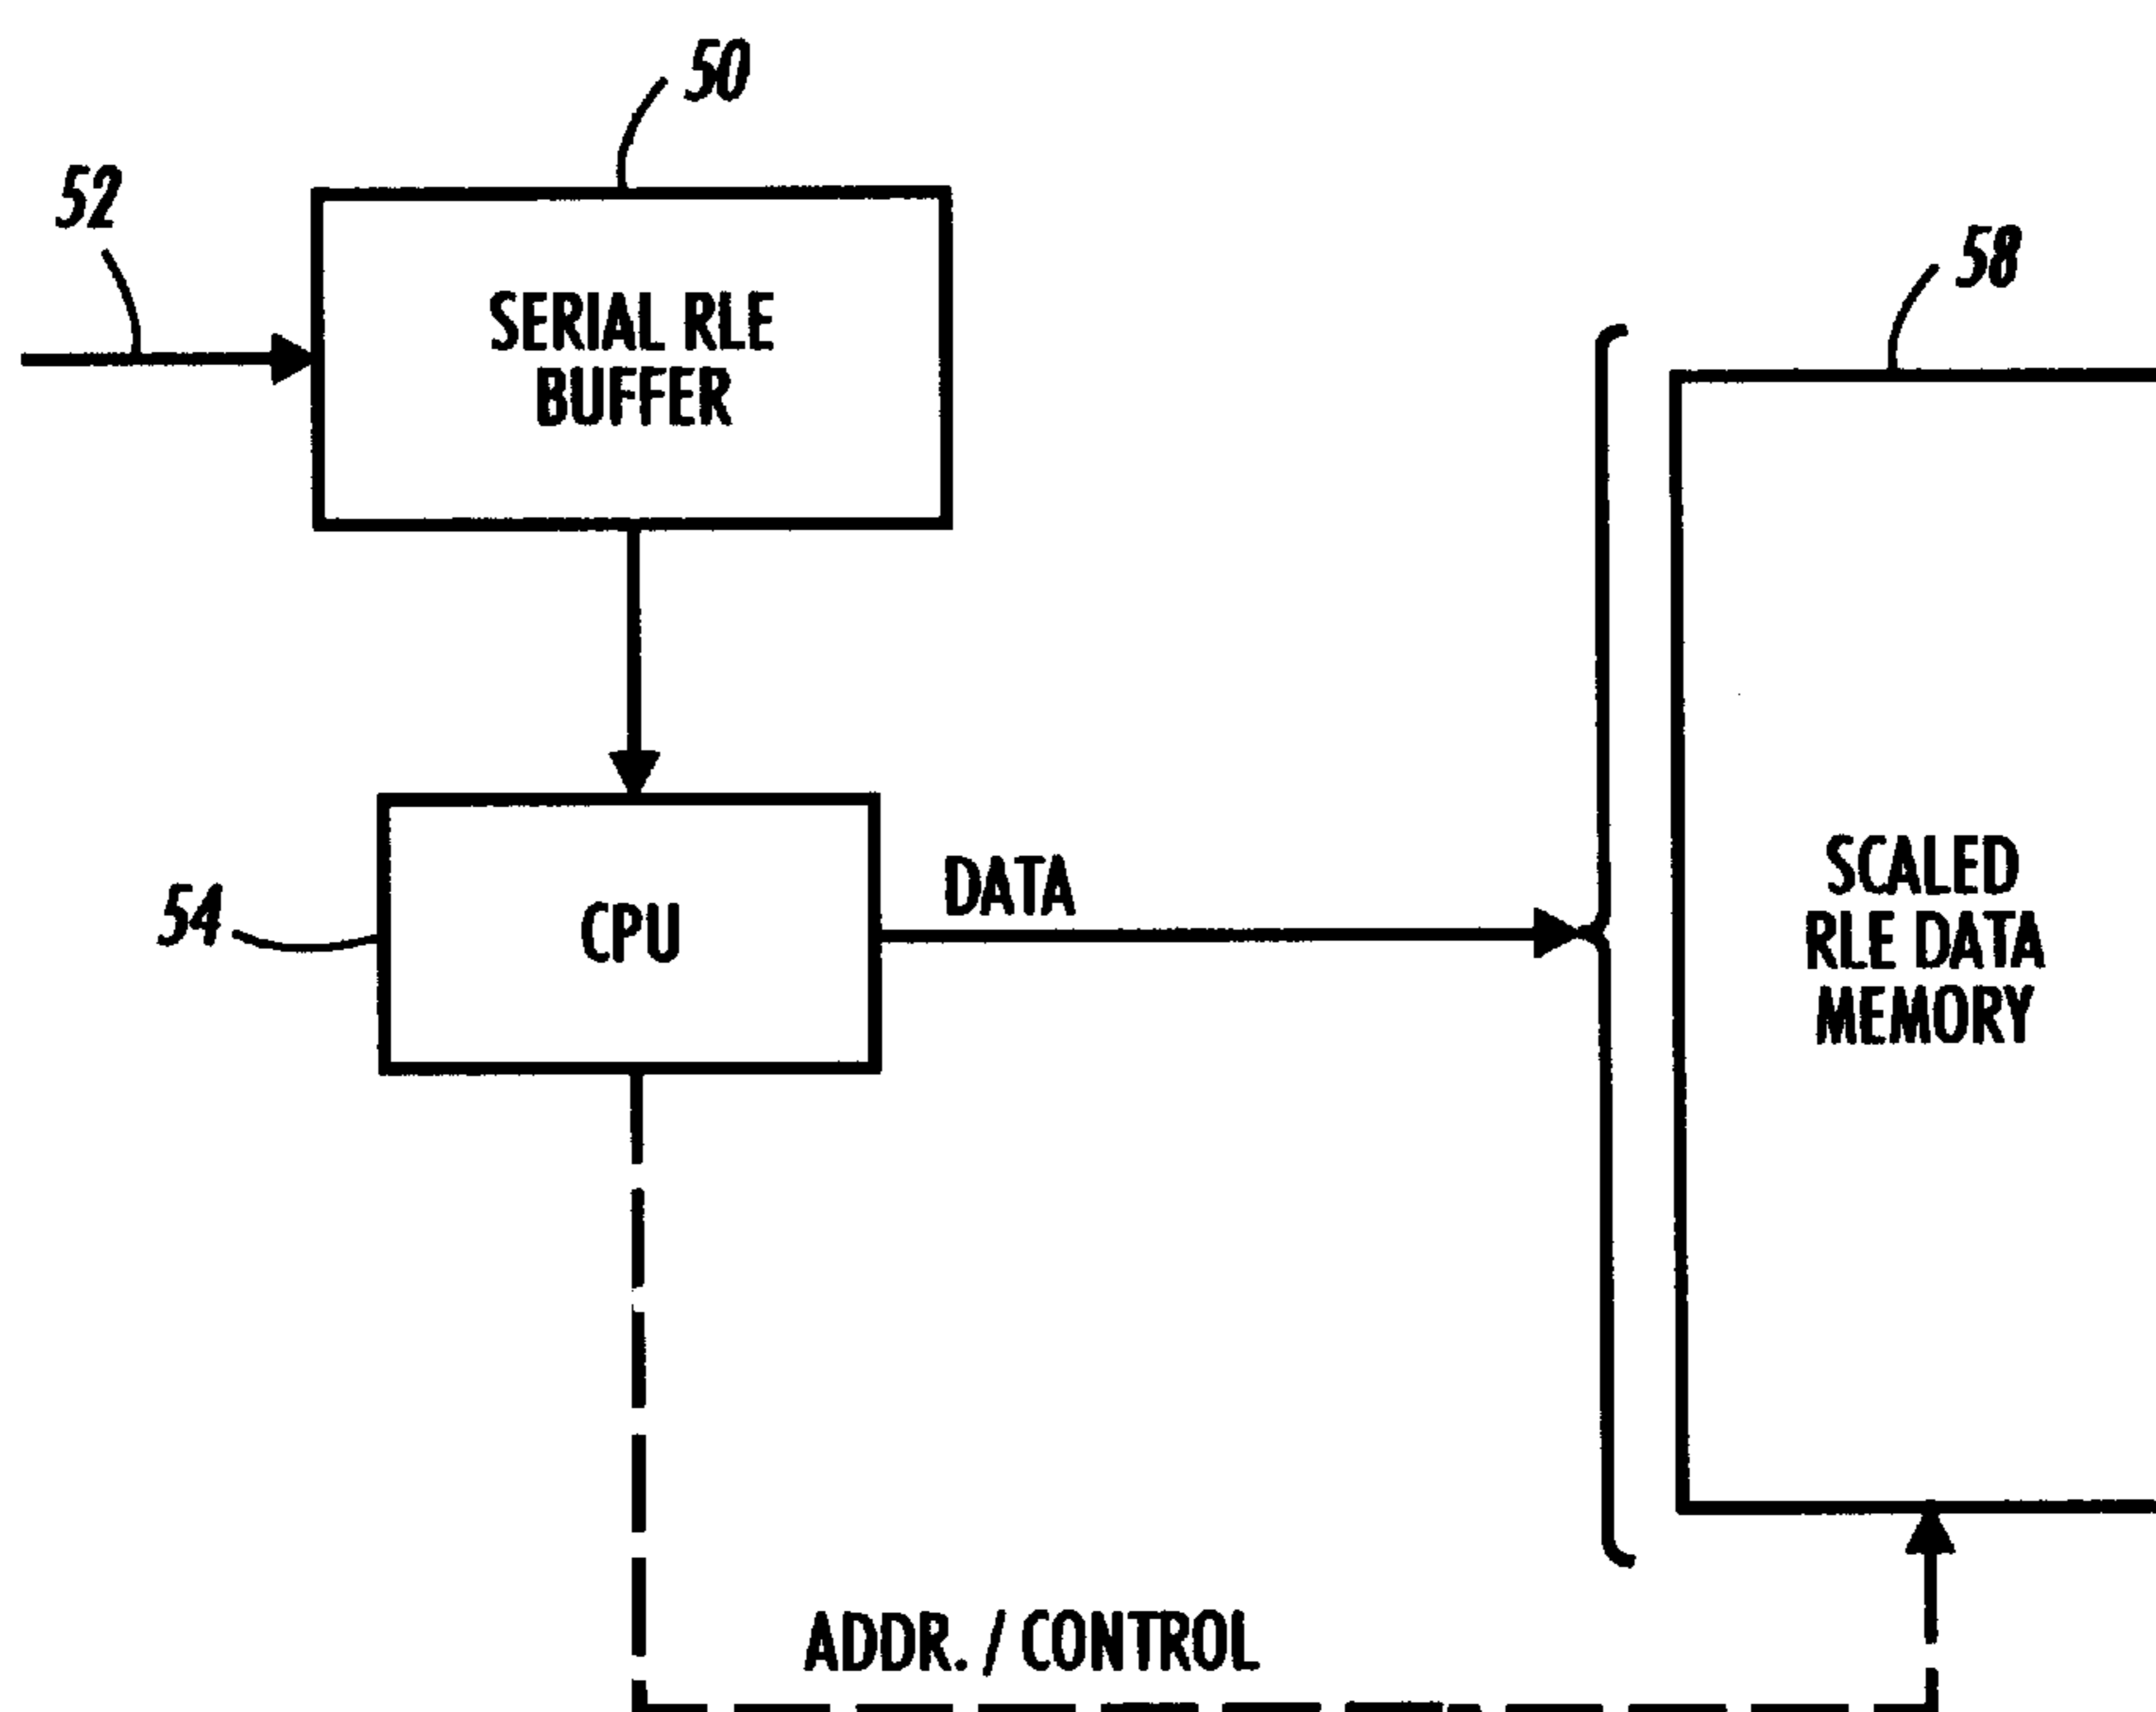 50
52
58
SERIAL RLE
BUFFER
54
CPU
DATA
SCALED
RLE DATA
MEMORY
ADDR. / CONTROL